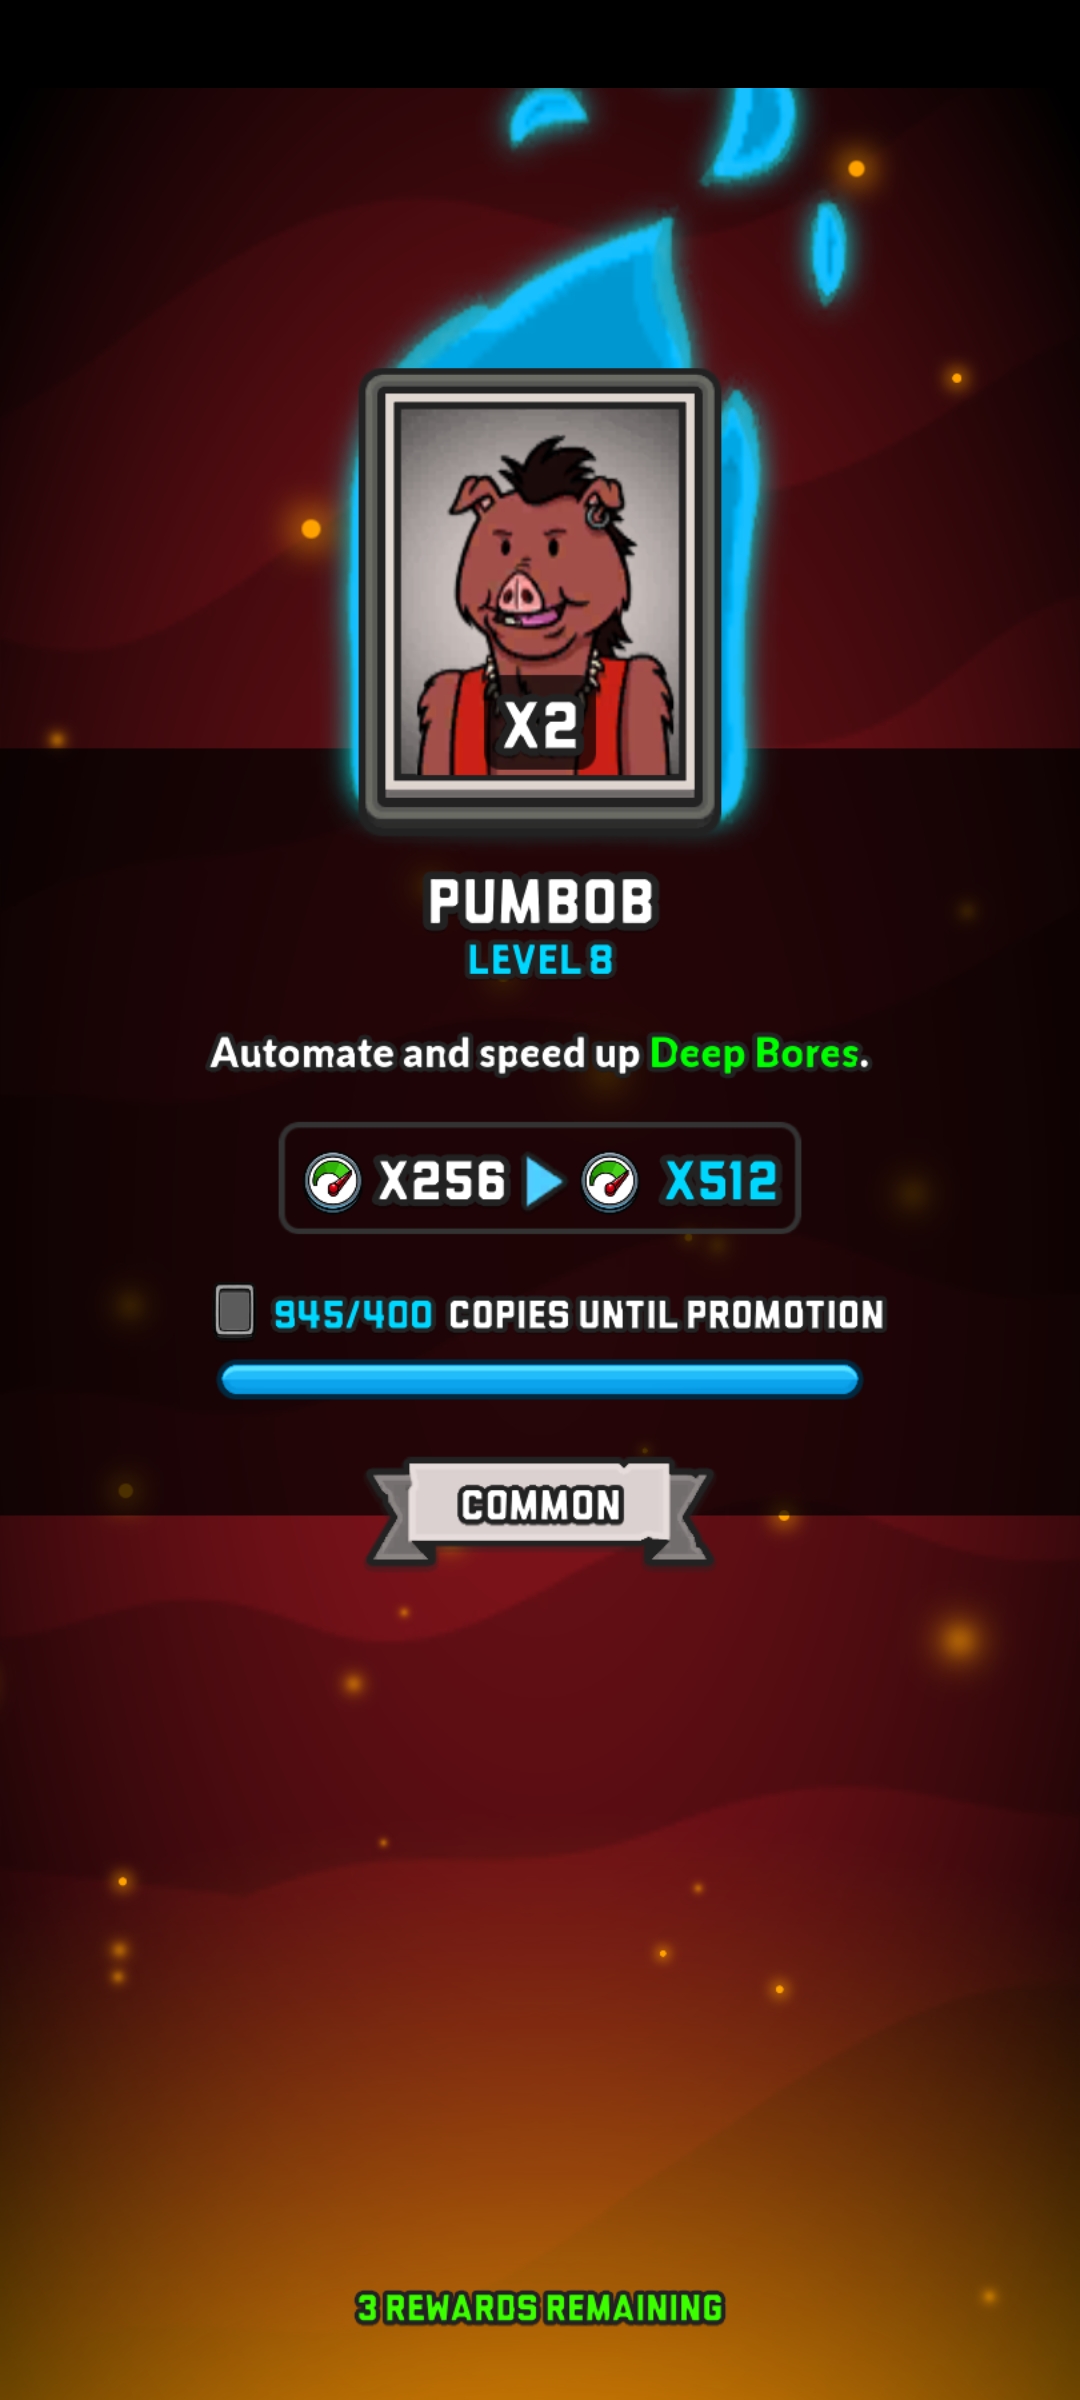 X2
PUMBOB
LEVEL 8
Automate and speed up Deep Bores.
X256 X512
945/400 COPIES UNTIL PROMOTION
COMMON
3 REWARDS REMAINING